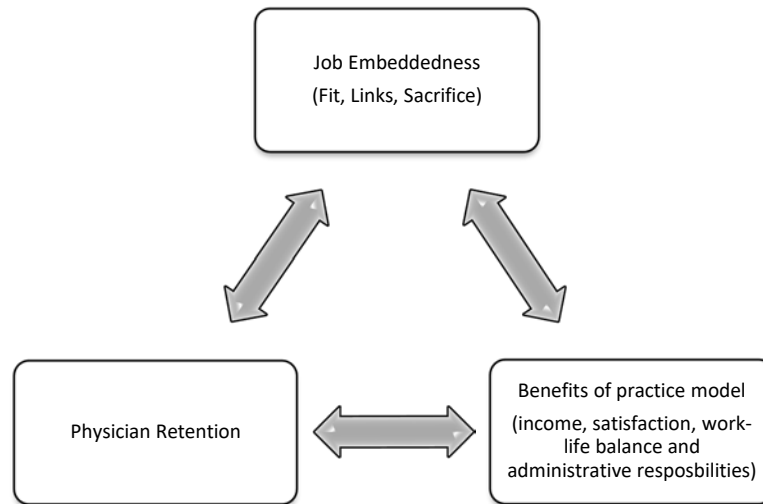 Job Embeddedness
(Fit, Links, Sacrifice)
Physician Retention
Benefits of practice model
(income, satisfaction, work-
life balance and
administrative resposbilities)